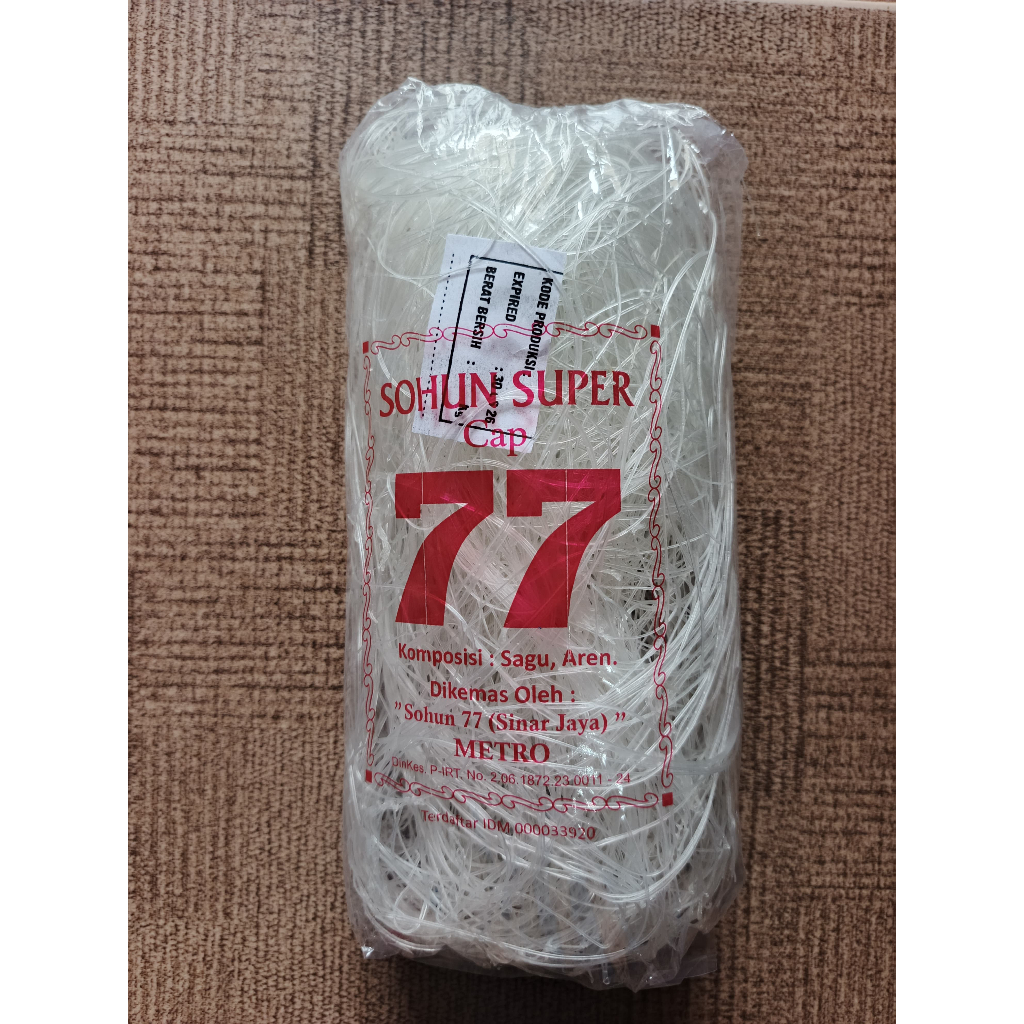 KODE PRODUKSI
EXPIRED :
BERAT BERSIH :
SOHUN SUPER
Cap
77
Komposisi : Sagu, Aren.
Dikemas Oleh :
”Sohun 77 (Sinar Jaya) ”
METRO
DinKes. P-IRT. No. 2.06.1872.23.0011 - 24
Terdaftar IDM 000033920